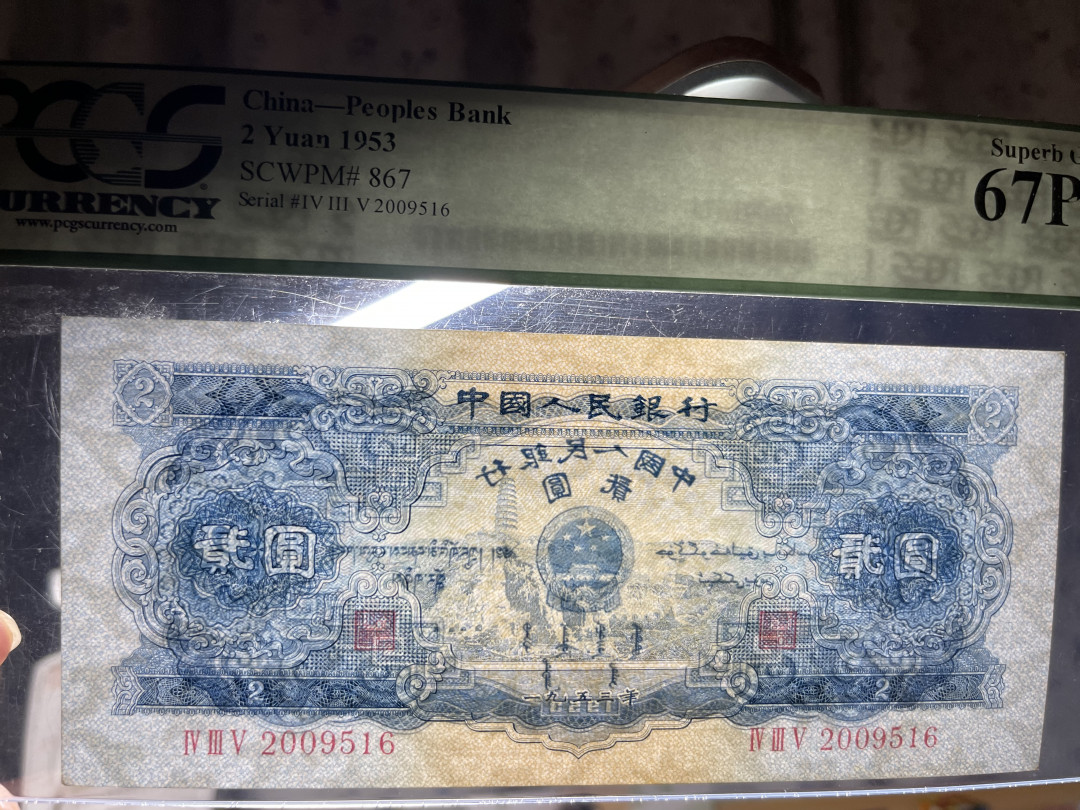 PCGS
CURRENCY
www.pcgscurrency.com
China—Peoples Bank
2 Yuan 1953
SCWPM# 867
Serial #IV III V 2009516
Superb
67P
2
中國人民銀行
2
中國人民銀行
貳圓
貳圓
貳圓
2
一九五三年
2
IV III V 2009516
IV III V 2009516